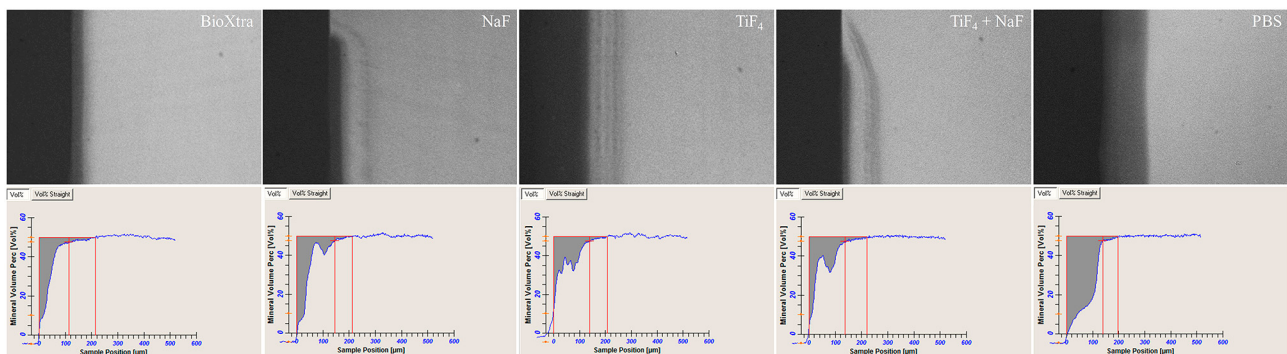 BioXtra
NaF
TiF₄
TiF₄ + NaF
PBS
Vol% Vol% Straight
Mineral Volume Perc [Vol%]
60
40
20
0
0 100 200 300 400 500 600
Sample Position [µm]
Vol% Vol% Straight
Mineral Volume Perc [Vol%]
60
40
20
0
0 100 200 300 400 500 600
Sample Position [µm]
Vol% Vol% Straight
Mineral Volume Perc [Vol%]
60
40
20
0
0 100 200 300 400 500 600
Sample Position [µm]
Vol% Vol% Straight
Mineral Volume Perc [Vol%]
60
40
20
0
0 100 200 300 400 500 600
Sample Position [µm]
Vol% Vol% Straight
Mineral Volume Perc [Vol%]
60
40
20
0
0 100 200 300 400 500 600
Sample Position [µm]